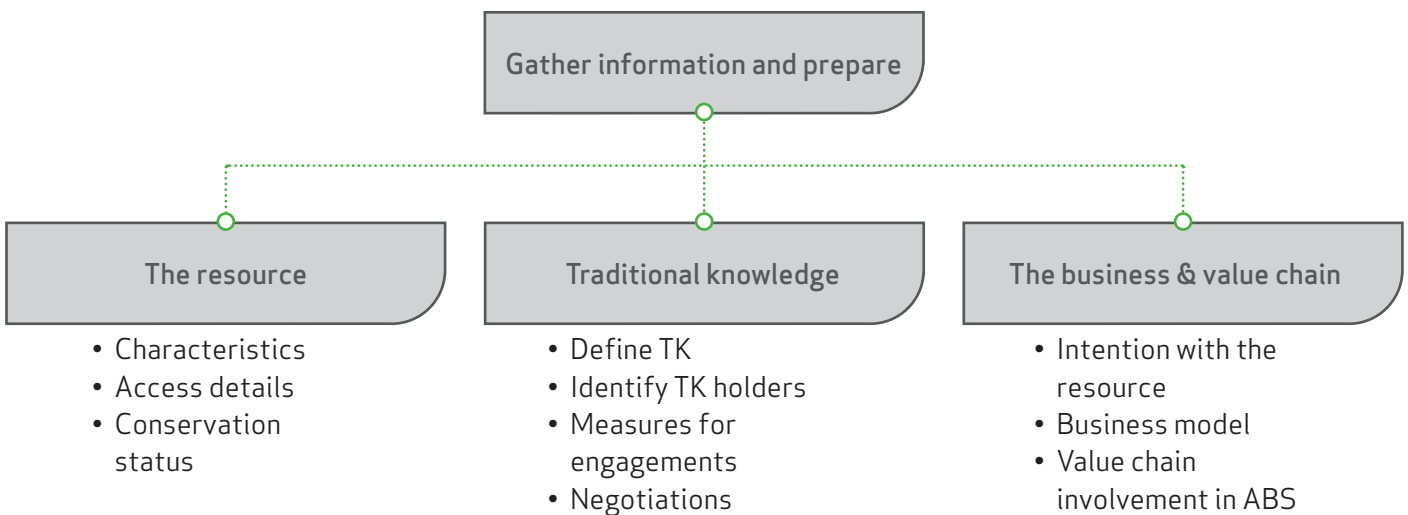 Gather information and prepare
The resource
• Characteristics
• Access details
• Conservation
status
Traditional knowledge
• Define TK
• Identify TK holders
• Measures for
engagements
• Negotiations
The business & value chain
• Intention with the
resource
• Business model
• Value chain
involvement in ABS